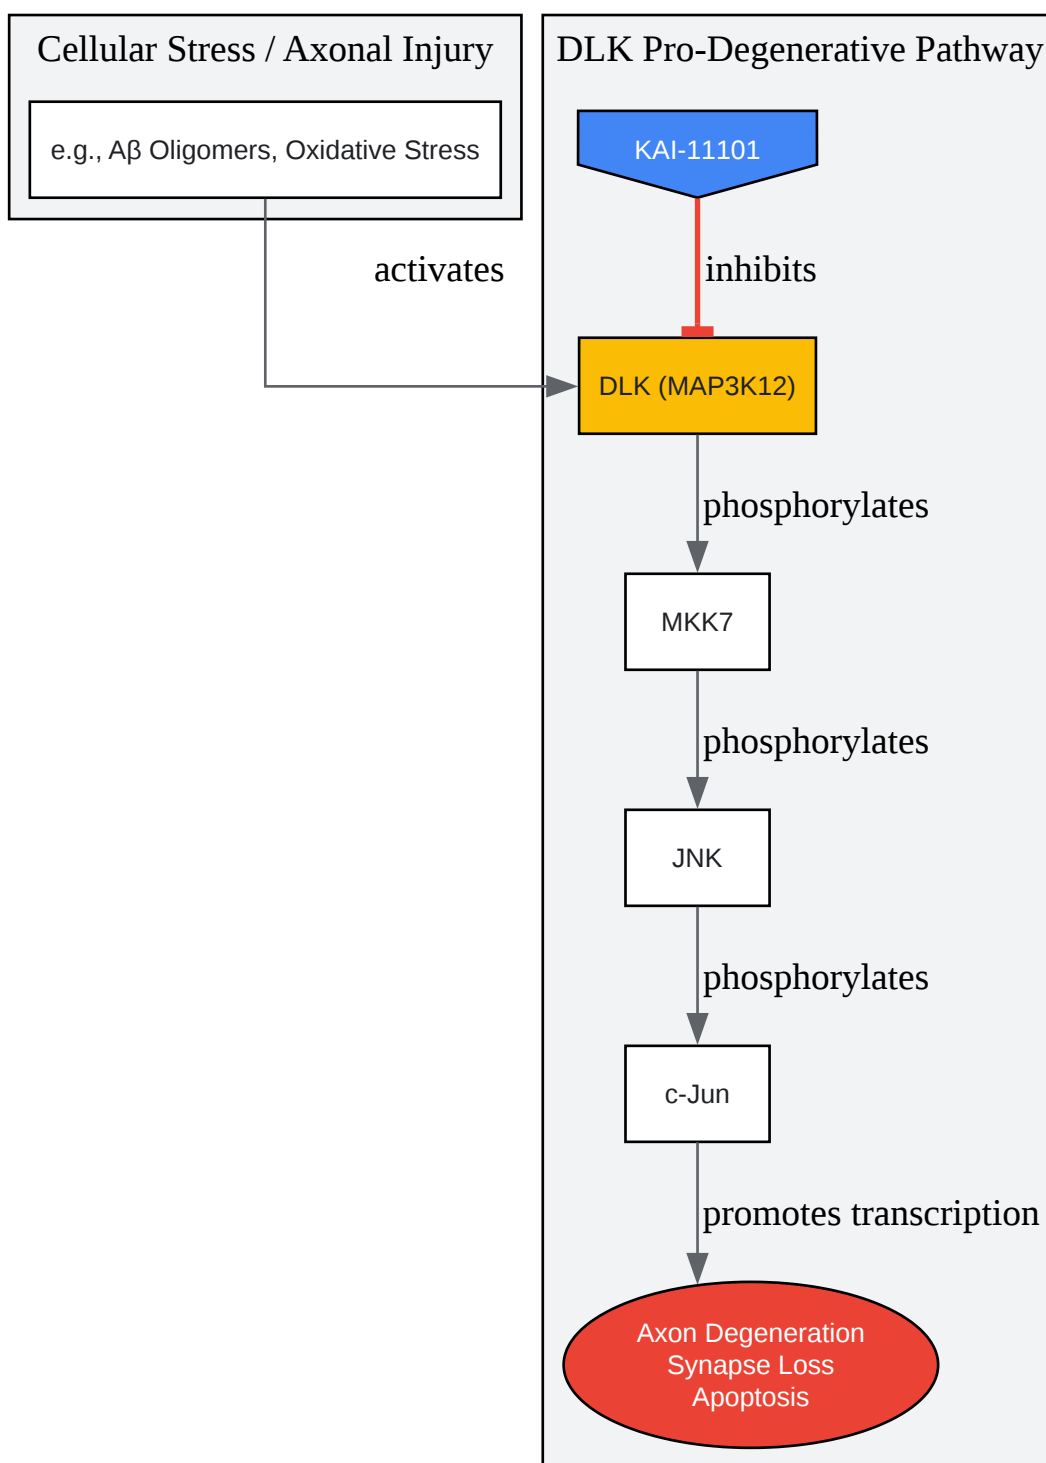 Cellular Stress / Axonal Injury
e.g., Aβ Oligomers, Oxidative Stress
activates
DLK Pro-Degenerative Pathway
KAI-11101
inhibits
DLK (MAP3K12)
phosphorylates
MKK7
phosphorylates
JNK
phosphorylates
c-Jun
promotes transcription
Axon Degeneration
Synapse Loss
Apoptosis